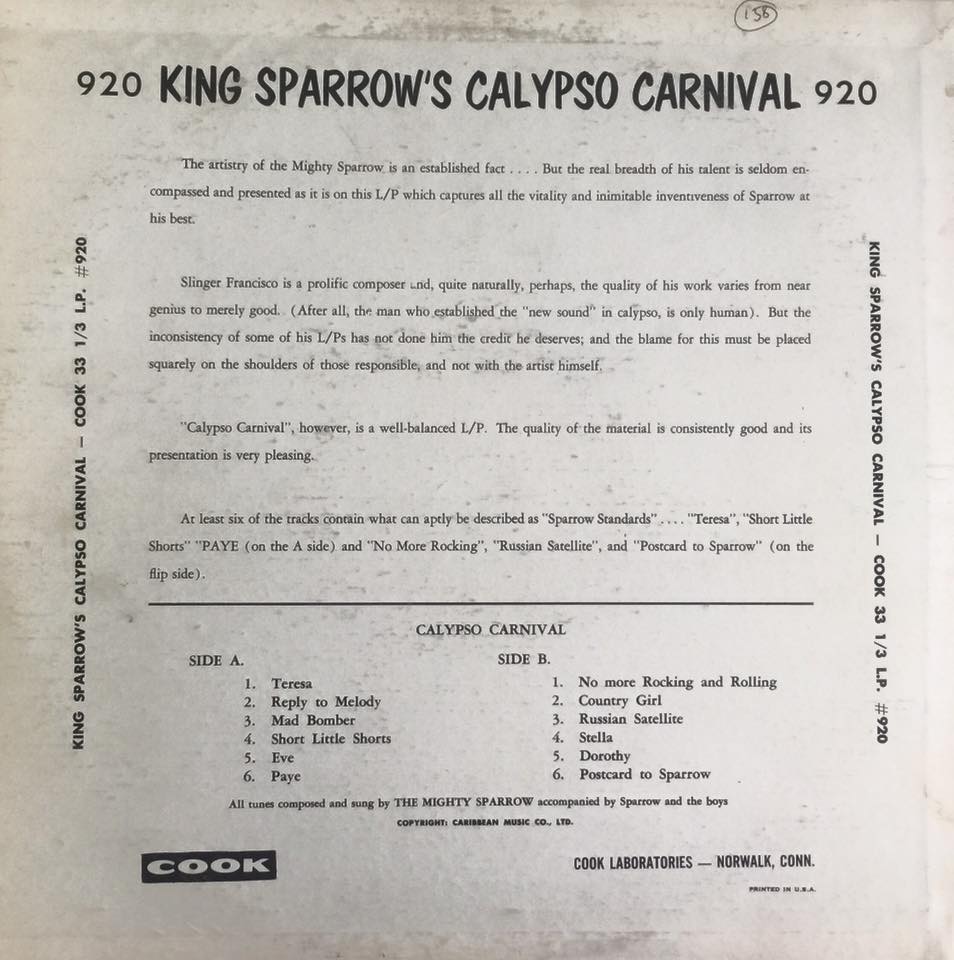 158
920 KING SPARROW'S CALYPSO CARNIVAL 920
The artistry of the Mighty Sparrow is an established fact . . . . But the real breadth of his talent is seldom en-
compassed and presented as it is on this L/P which captures all the vitality and inimitable inventiveness of Sparrow at
his best.
Slinger Francisco is a prolific composer and, quite naturally, perhaps, the quality of his work varies from near
genius to merely good. (After all, the man who established the "new sound" in calypso, is only human). But the
inconsistency of some of his L/Ps has not done him the credit he deserves; and the blame for this must be placed
squarely on the shoulders of those responsible, and not with the artist himself.
"Calypso Carnival", however, is a well-balanced L/P. The quality of the material is consistently good and its
presentation is very pleasing.
At least six of the tracks contain what can aptly be described as "Sparrow Standards" . . . . "Teresa", "Short Little
Shorts" "PAYE (on the A side) and "No More Rocking", "Russian Satellite", and "Postcard to Sparrow" (on the
flip side).
KING SPARROW'S CALYPSO CARNIVAL — COOK 33 1/3 L.P. #920
KING SPARROW'S CALYPSO CARNIVAL — COOK 33 1/3 L.P. #920
CALYPSO CARNIVAL
SIDE A.
1. Teresa
2. Reply to Melody
3. Mad Bomber
4. Short Little Shorts
5. Eve
6. Paye
SIDE B.
1. No more Rocking and Rolling
2. Country Girl
3. Russian Satellite
4. Stella
5. Dorothy
6. Postcard to Sparrow
All tunes composed and sung by THE MIGHTY SPARROW accompanied by Sparrow and the boys
COPYRIGHT: CARIBBEAN MUSIC CO., LTD.
COOK
COOK LABORATORIES — NORWALK, CONN.
PRINTED IN U.S.A.